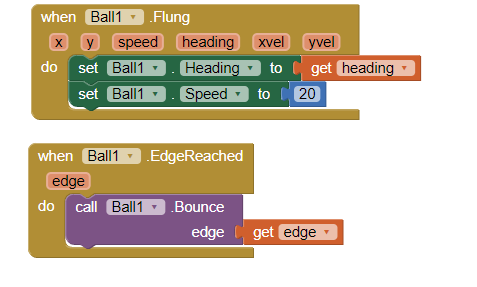 when Ball1 .Flung
x y speed heading xvel yvel
do set Ball1 . Heading to get heading
set Ball1 . Speed to 20
when Ball1 .EdgeReached
edge
do call Ball1 .Bounce
edge get edge